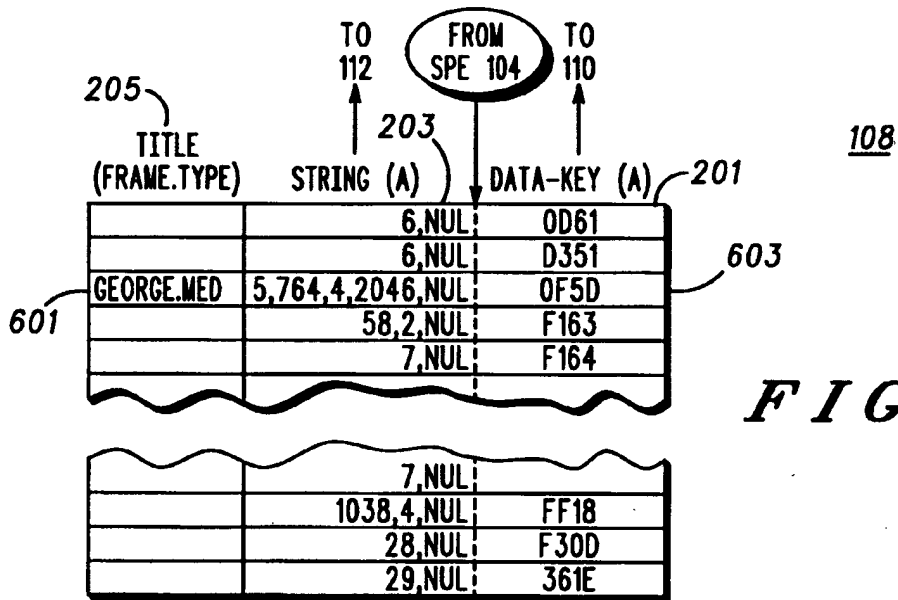 TO 112
FROM SPE 104
TO 110
205
203
108
TITLE (FRAME.TYPE)
STRING (A)
DATA-KEY (A)
201
6,NUL 0D61
6,NUL D351
603
601
GEORGE.MED 5,764,4,2046,NUL 0F5D
58,2,NUL F163
7,NUL F164
FIG
7,NUL
1038,4,NUL FF18
28,NUL F30D
29,NUL 361E